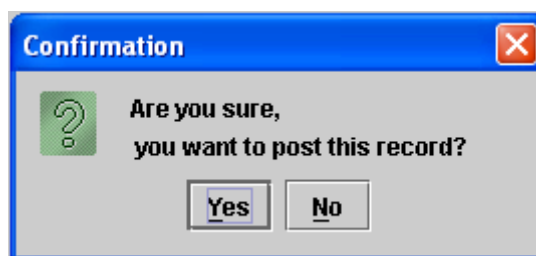 Confirmation
Are you sure,
you want to post this record?
Yes No